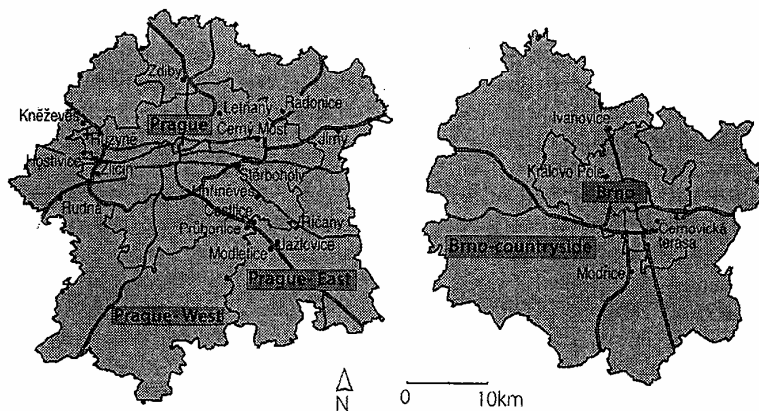 Zdiby
Letňany
Radonice
Kněževes
Prague
Černý Most
Jirny
Ruzyně
Hostivice
Zličín
Štěrboholy
Rudná
Čestlice
Říčany
Průhonice
Jažlovice
Modletice
Prague-East
Prague-West
Ivanovice
Královo Pole
Brno
Černovická
terasa
Brno-countryside
Modřice
N
0 10km